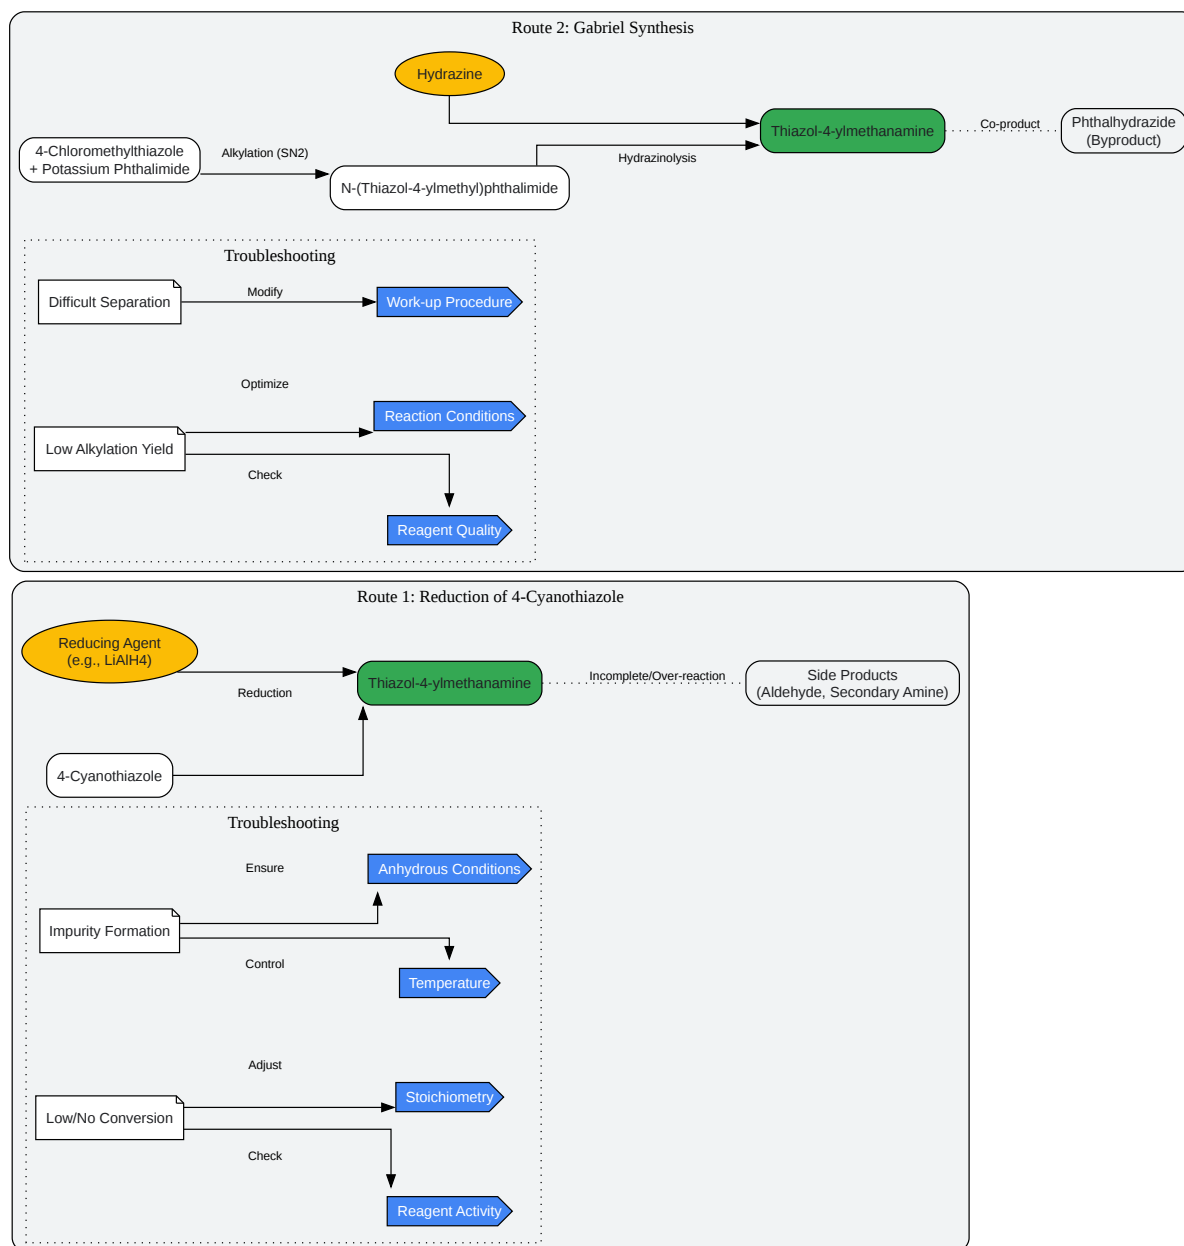 Route 2: Gabriel Synthesis
Hydrazine
4-Chloromethylthiazole
+ Potassium Phthalimide
Alkylation (SN2)
N-(Thiazol-4-ylmethyl)phthalimide
Hydrazinolysis
Thiazol-4-ylmethanamine
Co-product
Phthalhydrazide
(Byproduct)
Troubleshooting
Difficult Separation
Modify
Work-up Procedure
Optimize
Reaction Conditions
Low Alkylation Yield
Check
Reagent Quality
Route 1: Reduction of 4-Cyanothiazole
Reducing Agent
(e.g., LiAlH4)
Reduction
Thiazol-4-ylmethanamine
Incomplete/Over-reaction
Side Products
(Aldehyde, Secondary Amine)
4-Cyanothiazole
Troubleshooting
Ensure
Anhydrous Conditions
Impurity Formation
Control
Temperature
Adjust
Stoichiometry
Low/No Conversion
Check
Reagent Activity